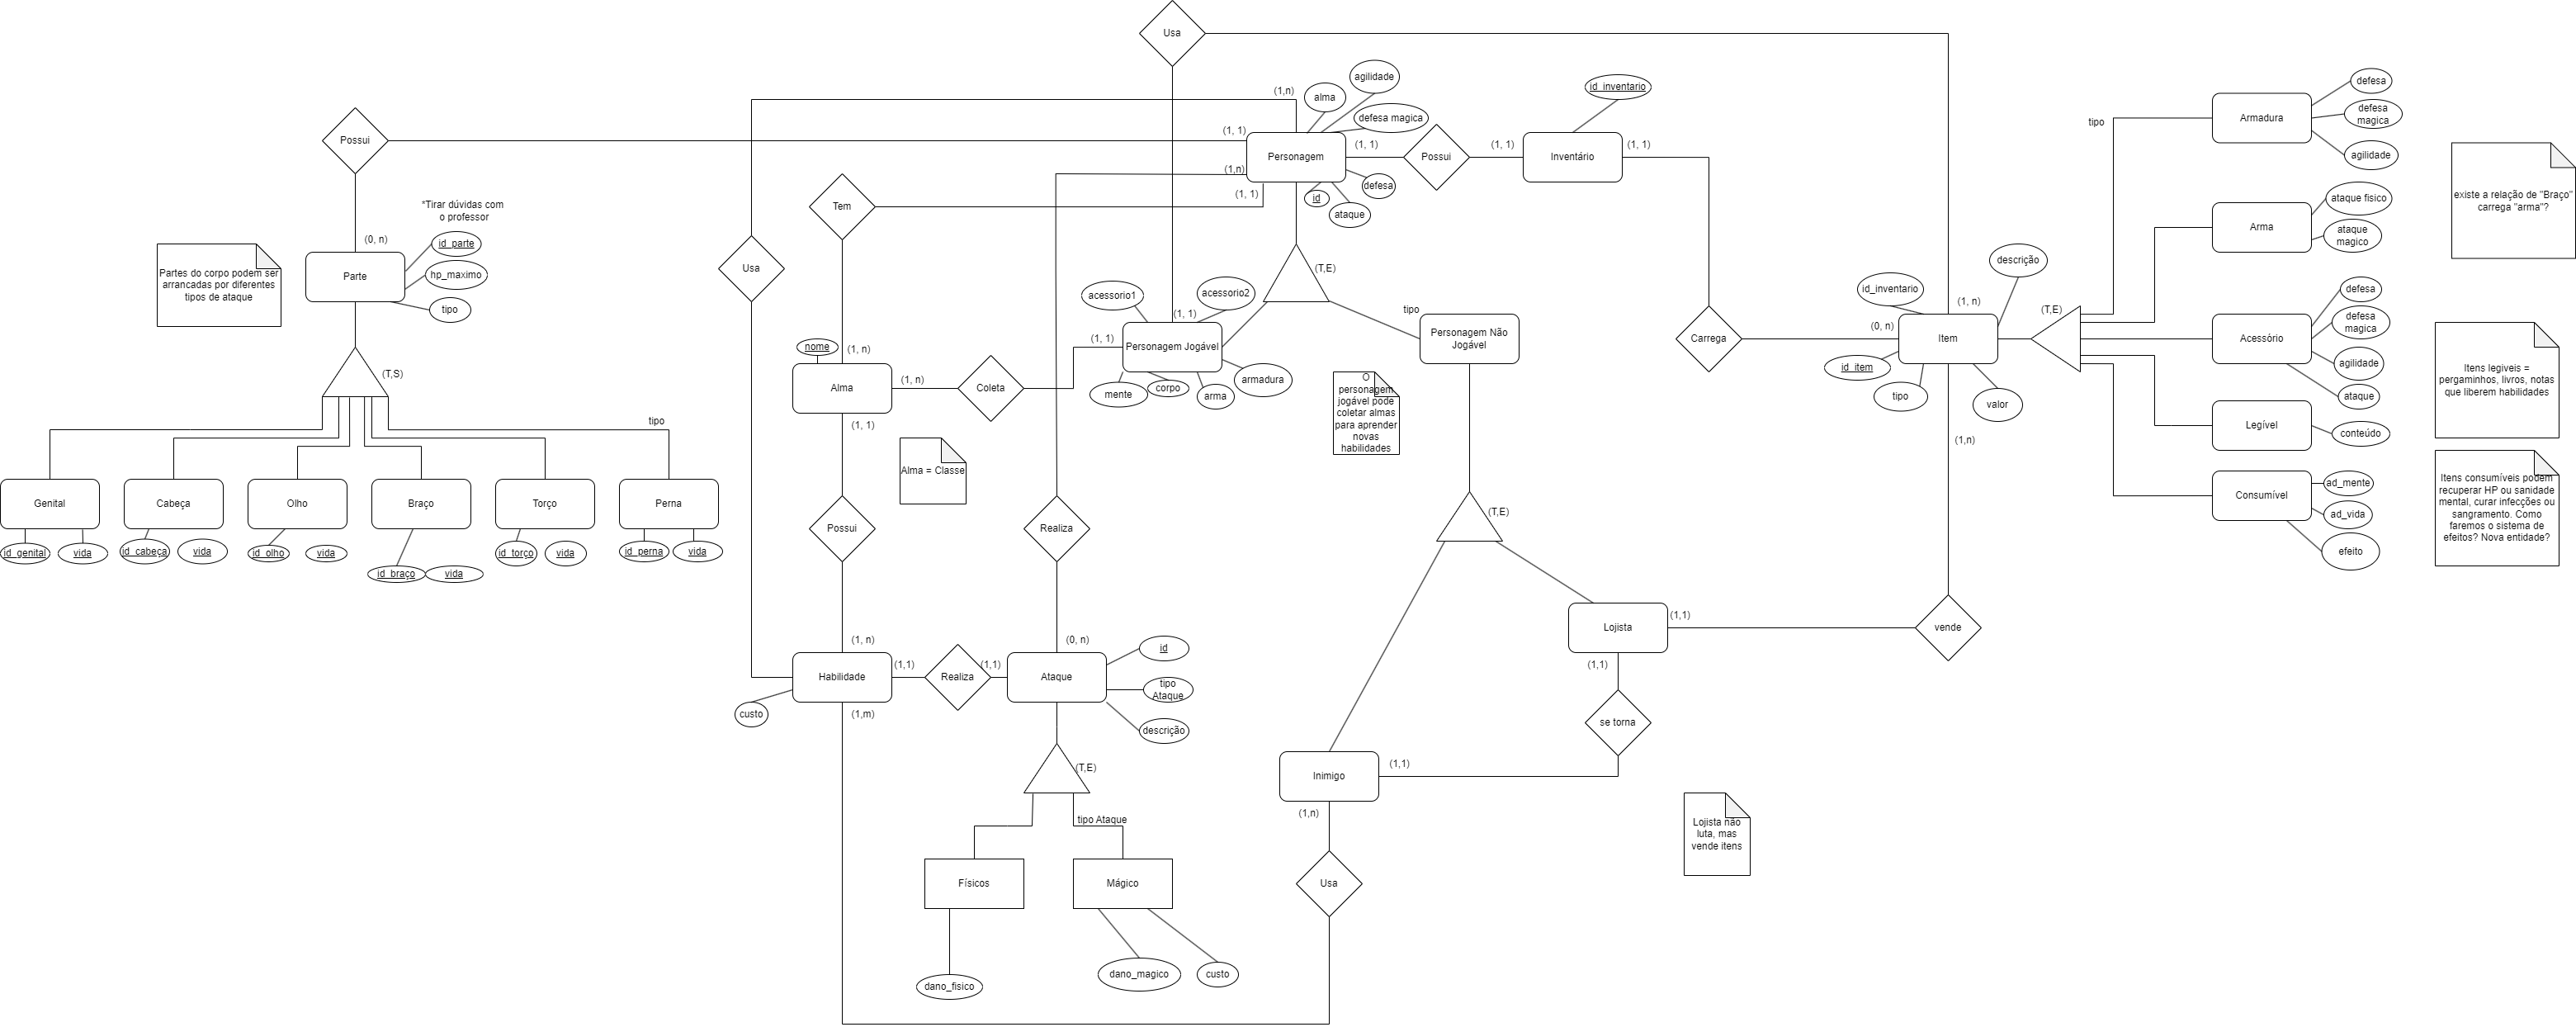 Usa
agilidade
id_inventario
alma
(1,n)
defesa magica
defesa
Armadura
defesa
magica
agilidade
tipo
Possui
(1, 1)
Personagem
(1, 1)
Possui
(1, 1)
Inventário
(1, 1)
(1,n)
(1, 1)
id
defesa
ataque
existe a relação de "Braço"
carrega "arma"?
ataque fisico
Arma
ataque
magico
Tem
*Tirar dúvidas com
o professor
(0, n)
id_parte
Parte
hp_maximo
tipo
Partes do corpo podem ser
arrancadas por diferentes
tipos de ataque
Usa
(T,E)
descrição
acessorio1
acessorio2
(1, 1)
tipo
id_inventario
(1, n)
(T,E)
defesa
defesa
magica
Acessório
agilidade
ataque
(1, 1)
Personagem Jogável
Personagem Não
Jogável
Carrega
(0, n)
Item
id_item
tipo
valor
nome
(1, n)
Alma
(1, n)
Coleta
(1, 1)
mente
corpo
arma
armadura
O
personagem
jogável pode
coletar almas
para aprender
novas
habilidades
Itens legiveis =
pergaminhos, livros, notas
que liberem habilidades
(T,S)
tipo
Alma = Classe
(1,n)
Legível
conteúdo
Genital
Cabeça
Olho
Braço
Torço
Perna
id_genital
vida
id_cabeça
vida
id_olho
vida
id_braço
vida
id_torço
vida
id_perna
vida
Possui
Realiza
(T,E)
Consumível
ad_mente
ad_vida
efeito
Itens consumíveis podem
recuperar HP ou sanidade
mental, curar infecções ou
sangramento. Como
faremos o sistema de
efeitos? Nova entidade?
(1, n)
(0, n)
id
Lojista
(1,1)
vende
(1,1)
Habilidade
(1,1)
Realiza
(1,1)
Ataque
tipo
Ataque
descrição
custo
(1,m)
se torna
(T,E)
Inimigo
(1,1)
(1,n)
tipo Ataque
Lojista não
luta, mas
vende itens
Físicos
Mágico
Usa
dano_fisico
dano_magico
custo